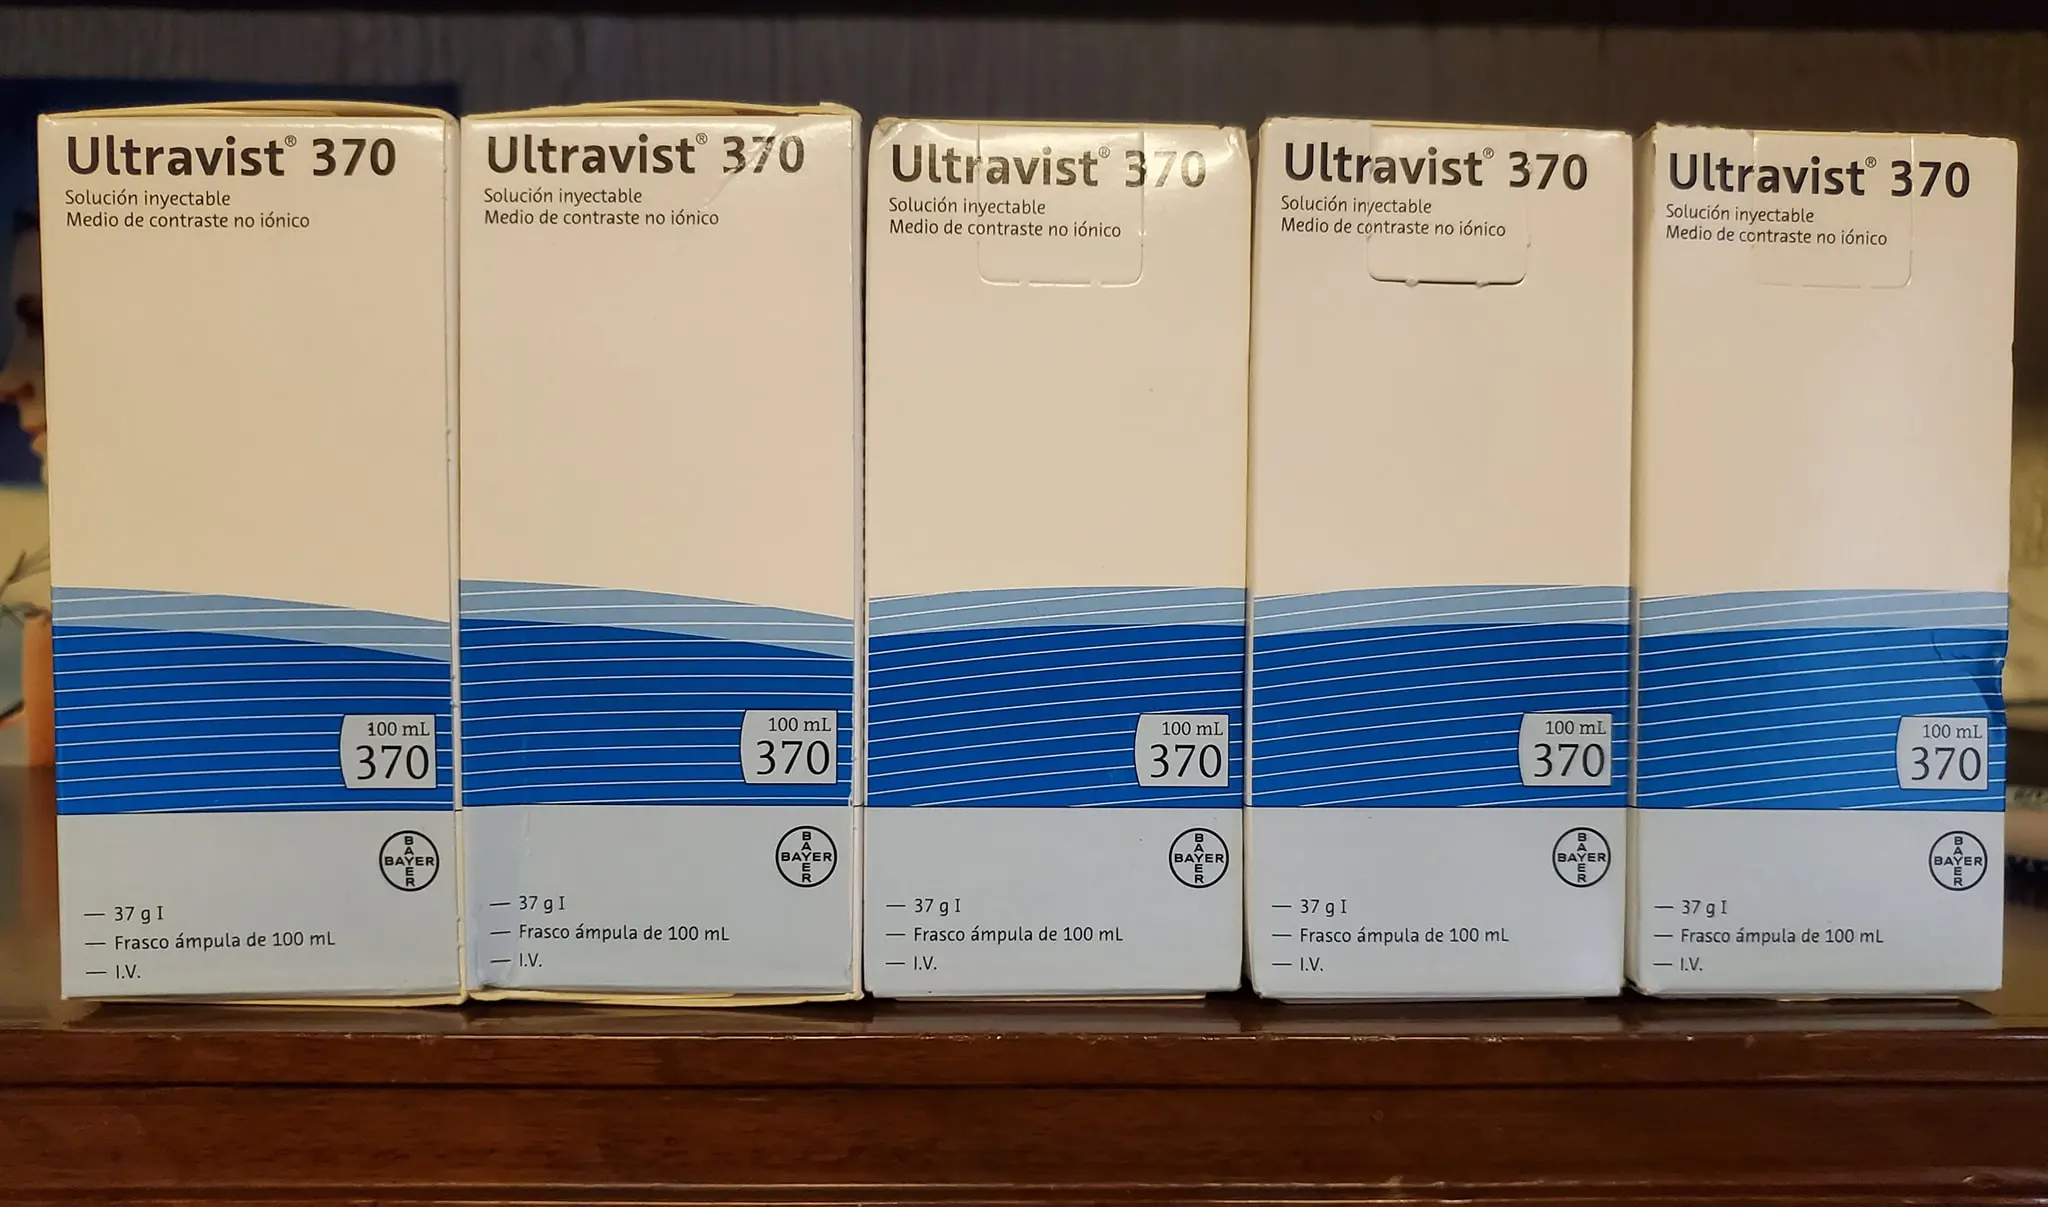 Ultravist® 370
Solución inyectable
Medio de contraste no iónico
100 mL
370
BAYER
BAYER
— 37 g I
— Frasco ámpula de 100 mL
— I.V.
Ultravist® 370
Solución inyectable
Medio de contraste no iónico
100 mL
370
BAYER
BAYER
— 37 g I
— Frasco ámpula de 100 mL
— I.V.
Ultravist® 370
Solución inyectable
Medio de contraste no iónico
100 mL
370
BAYER
BAYER
— 37 g I
— Frasco ámpula de 100 mL
— I.V.
Ultravist® 370
Solución inyectable
Medio de contraste no iónico
100 mL
370
BAYER
BAYER
— 37 g I
— Frasco ámpula de 100 mL
— I.V.
Ultravist® 370
Solución inyectable
Medio de contraste no iónico
100 mL
370
BAYER
BAYER
— 37 g I
— Frasco ámpula de 100 mL
— I.V.